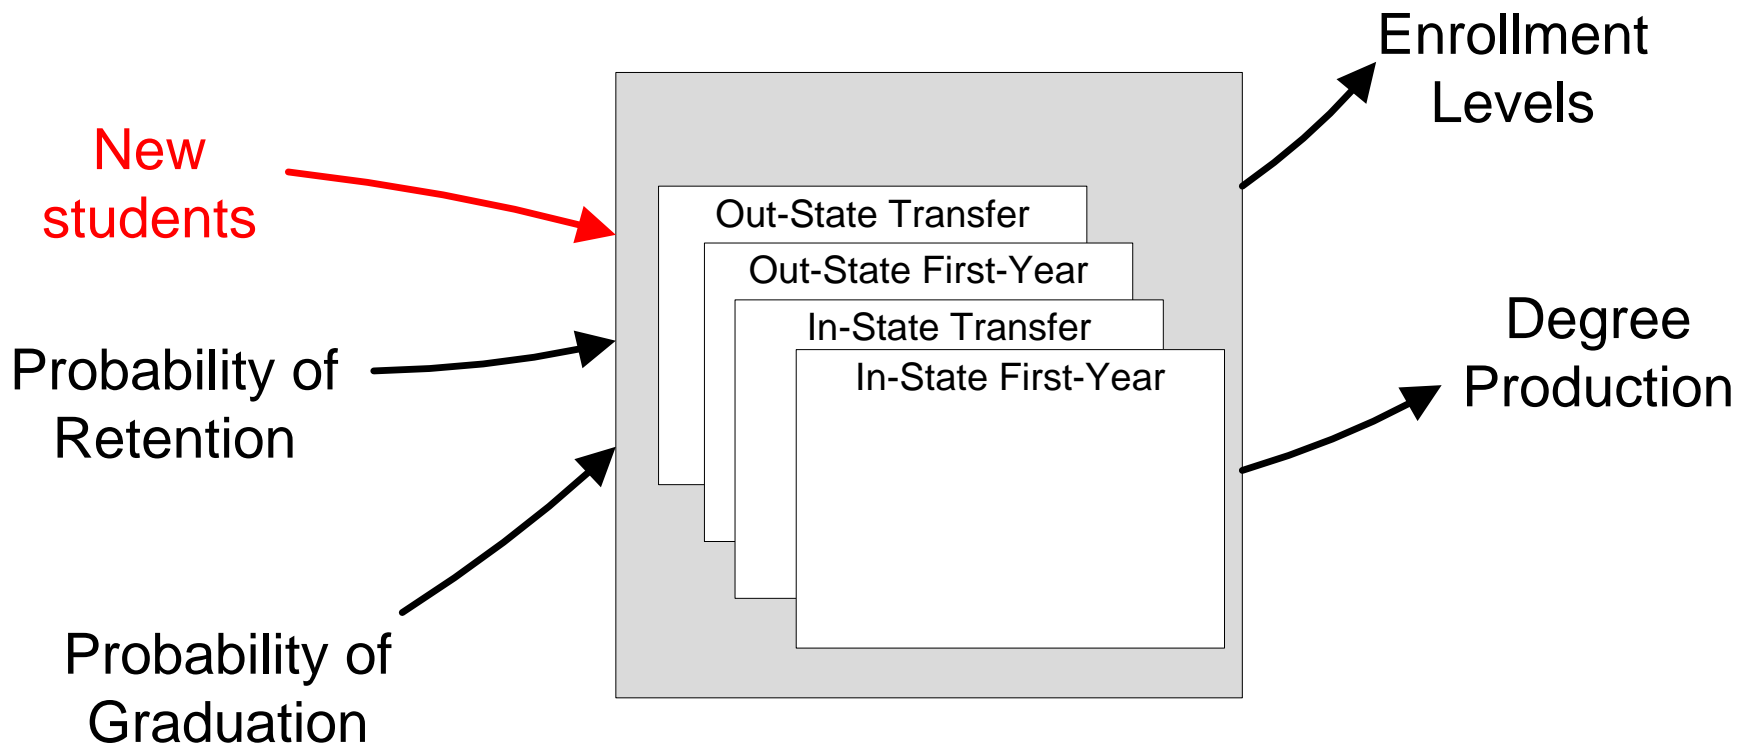 New
students
Probability of
Retention
Probability of
Graduation
Out-State Transfer
Out-State First-Year
In-State Transfer
In-State First-Year
Enrollment
Levels
Degree
Production